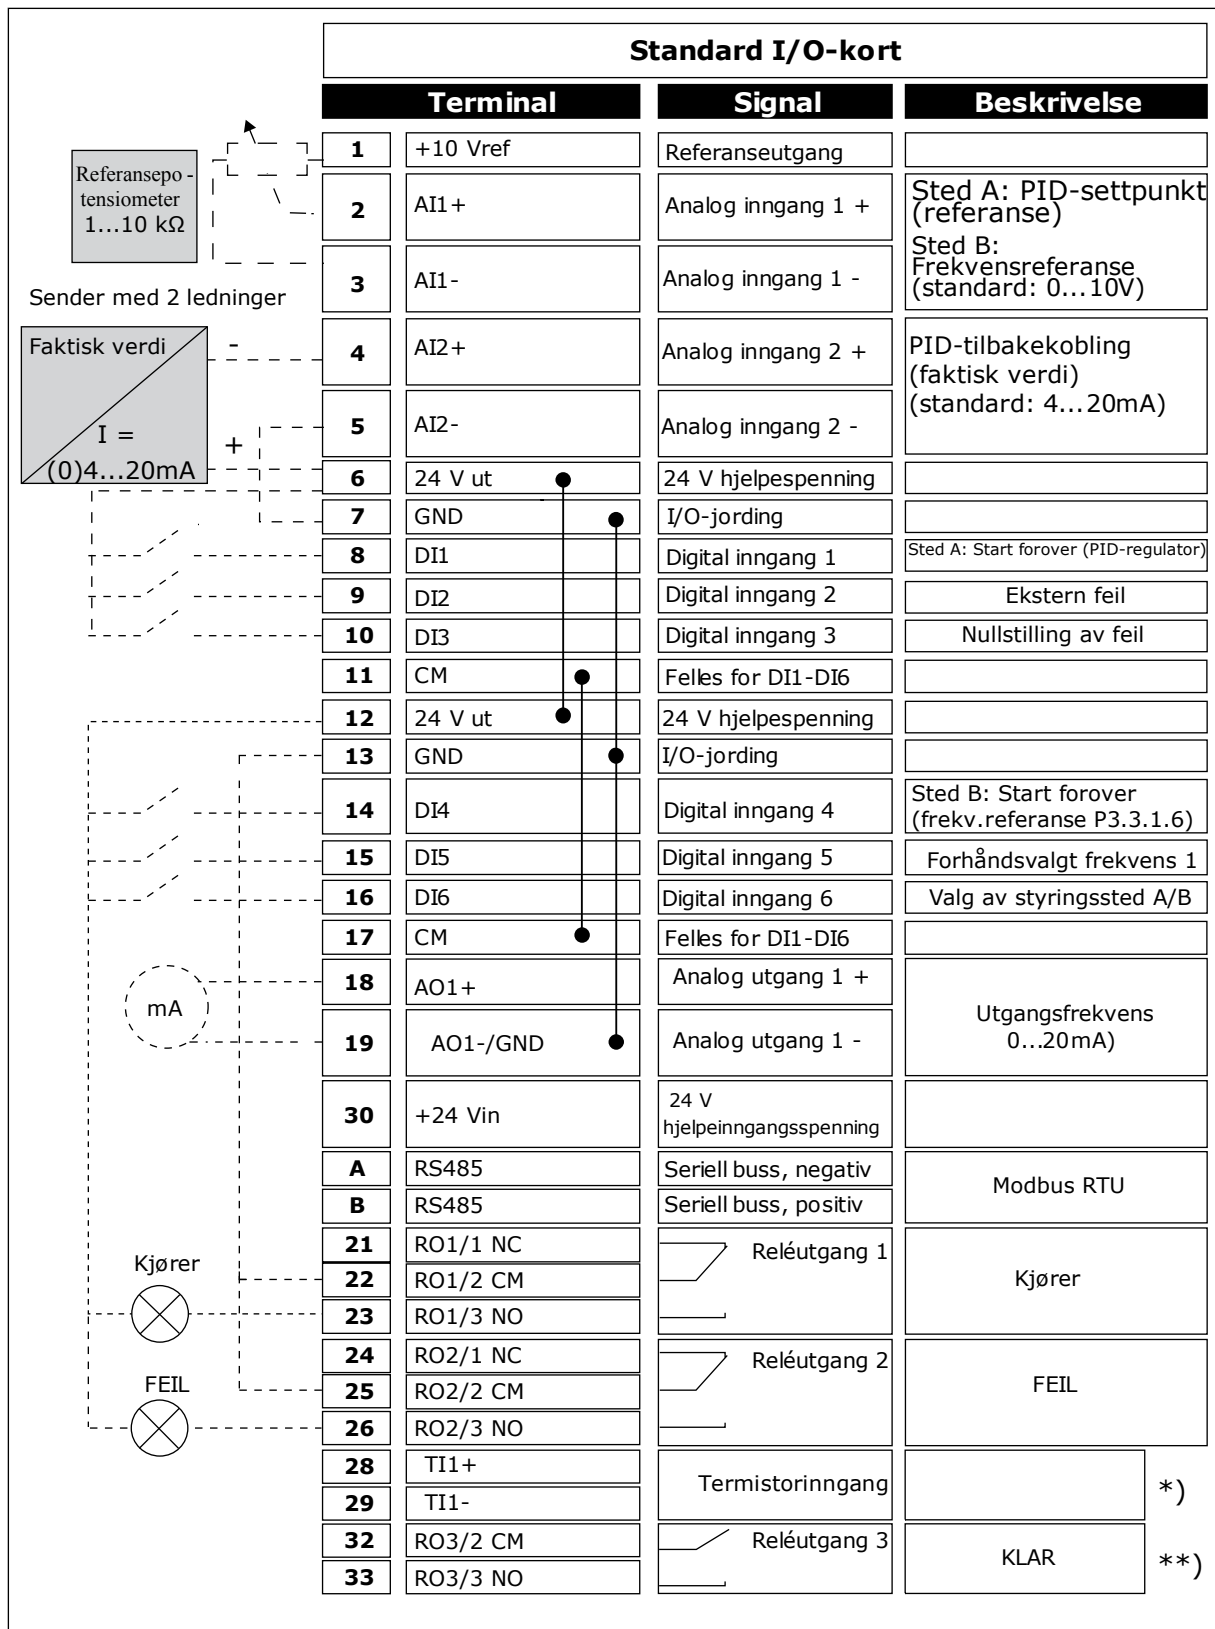 Standard I/O-kort
Terminal Signal Beskrivelse
1 +10 Vref Referanseutgang
Referansepo-
tensiometer
1...10 kΩ
2 AI1+ Analog inngang 1 +
Sted A: PID-settpunkt
(referanse)
Sted B:
Frekvensreferanse
(standard: 0...10V)
3 AI1- Analog inngang 1 -
Sender med 2 ledninger
Faktisk verdi
-
I =
+
(0)4...20mA
4 AI2+ Analog inngang 2 +
PID-tilbakekobling
(faktisk verdi)
(standard: 4...20mA)
5 AI2- Analog inngang 2 -
6 24 V ut 24 V hjelpespenning
7 GND I/O-jording
8 DI1 Digital inngang 1 Sted A: Start forover (PID-regulator)
9 DI2 Digital inngang 2 Ekstern feil
10 DI3 Digital inngang 3 Nullstilling av feil
11 CM Felles for DI1-DI6
12 24 V ut 24 V hjelpespenning
13 GND I/O-jording
14 DI4 Digital inngang 4
Sted B: Start forover
(frekv.referanse P3.3.1.6)
15 DI5 Digital inngang 5 Forhåndsvalgt frekvens 1
16 DI6 Digital inngang 6 Valg av styringssted A/B
17 CM Felles for DI1-DI6
18 AO1+ Analog utgang 1 +
mA
Utgangsfrekvens
0...20mA)
19 AO1-/GND Analog utgang 1 -
30 +24 Vin
24 V
hjelpeinngangsspenning
A RS485 Seriell buss, negativ
Modbus RTU
B RS485 Seriell buss, positiv
21 RO1/1 NC Reléutgang 1
Kjører
22 RO1/2 CM Kjører
23 RO1/3 NO
24 RO2/1 NC Reléutgang 2
FEIL
25 RO2/2 CM FEIL
26 RO2/3 NO
28 TI1+ Termistorinngang *)
29 TI1-
32 RO3/2 CM Reléutgang 3
KLAR **)
33 RO3/3 NO